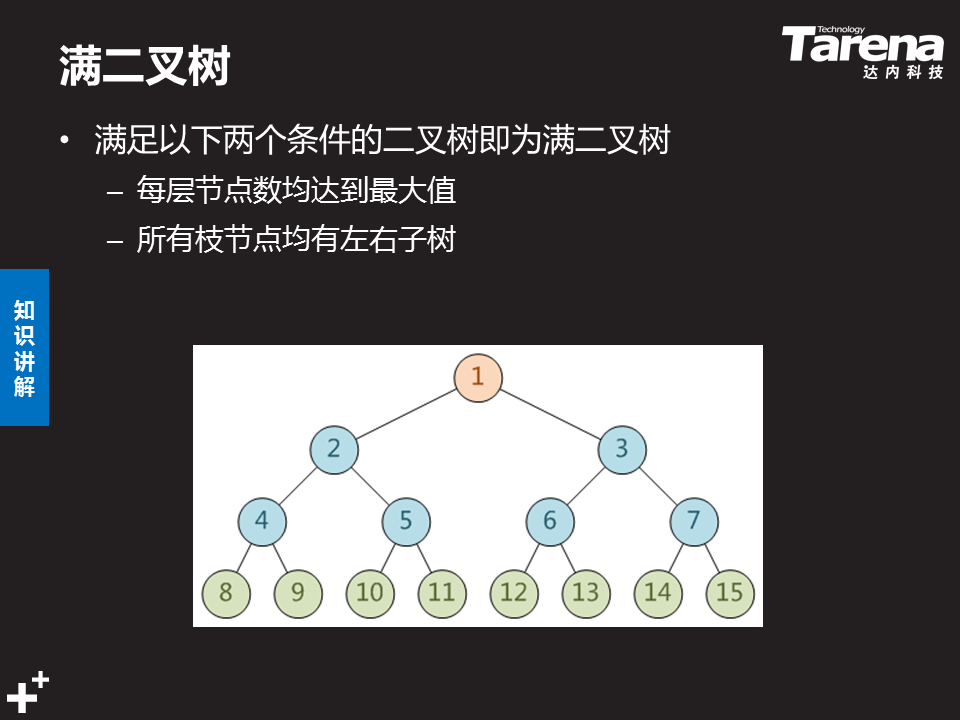 满二叉树
Technology
Tarena
达内科技
• 满足以下两个条件的二叉树即为满二叉树
– 每层节点数均达到最大值
– 所有枝节点均有左右子树
知
识
讲
解
1
2 3
4 5 6 7
8 9 10 11 12 13 14 15